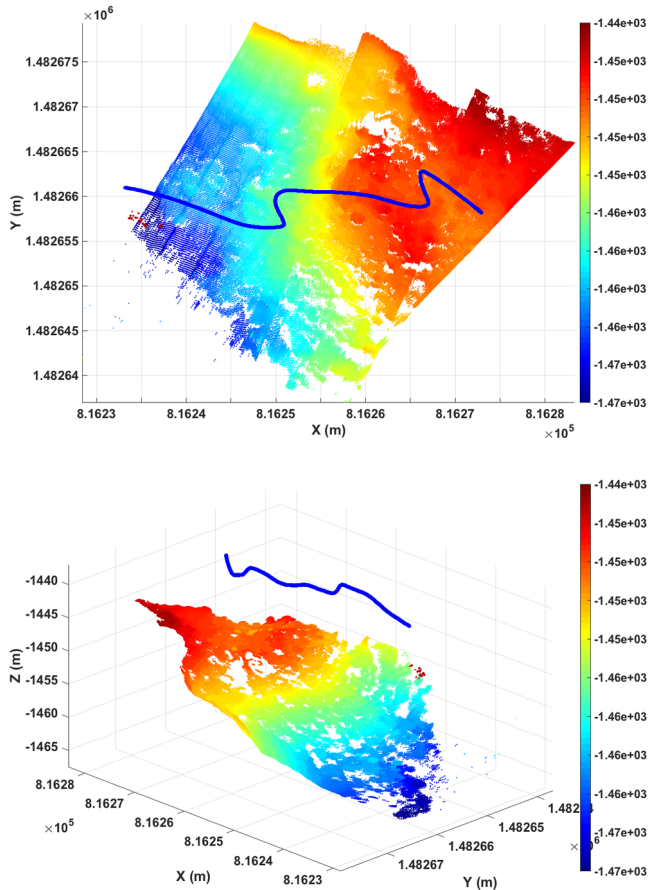 × 10⁶
1.482675
1.48267
1.482665
1.48266
1.482655
1.48265
1.482645
1.48264
Y (m)
8.1623 8.1624 8.1625 8.1626 8.1627 8.1628
X (m)
× 10⁵
-1.44e+03
-1.45e+03
-1.45e+03
-1.45e+03
-1.45e+03
-1.46e+03
-1.46e+03
-1.46e+03
-1.46e+03
-1.47e+03
-1.47e+03
-1440
-1445
-1450
-1455
-1460
-1465
Z (m)
8.1628
8.1627
8.1626
8.1625
8.1624
8.1623
× 10⁵
X (m)
1.48267
1.48266
1.48265
Y (m)
-1.44e+03
-1.45e+03
-1.45e+03
-1.45e+03
-1.45e+03
-1.46e+03
-1.46e+03
-1.46e+03
-1.46e+03
-1.47e+03
-1.47e+03